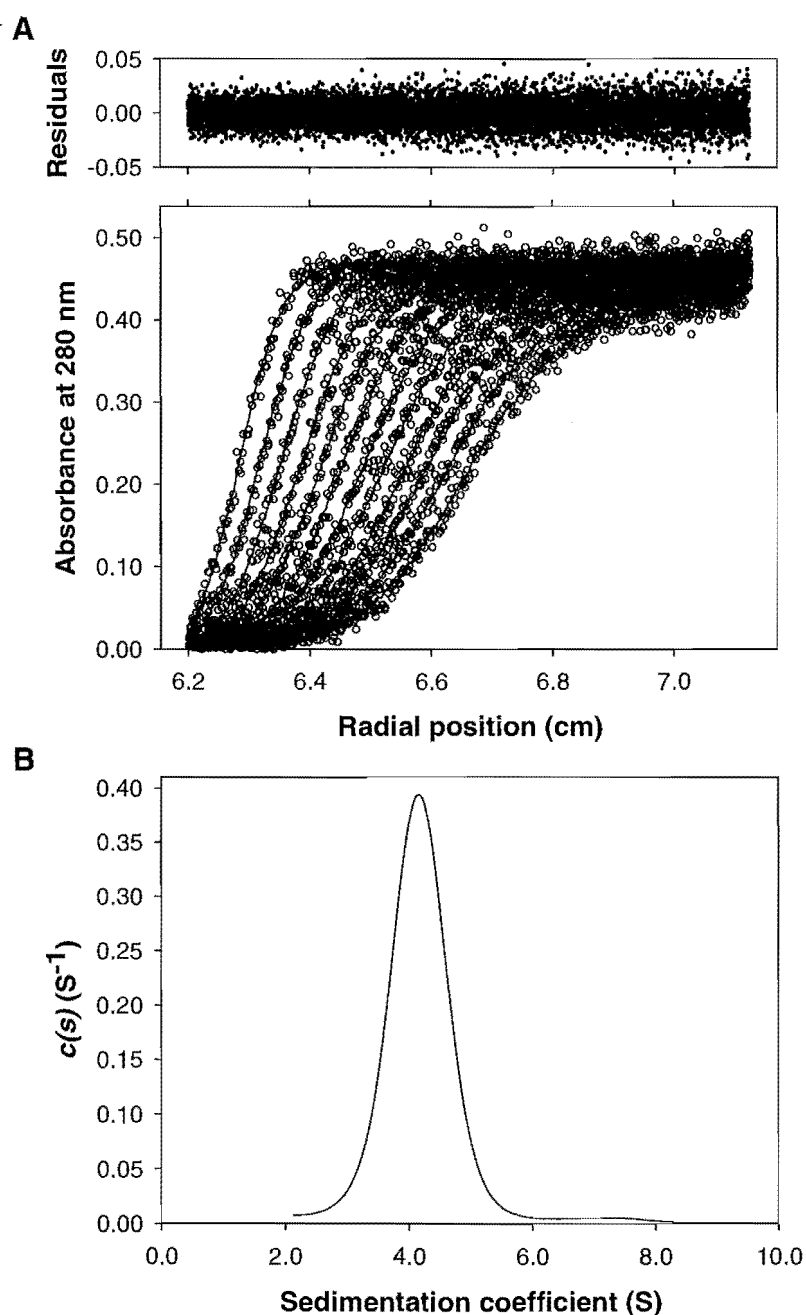 A
Residuals
0.05
0.00
-0.05
Absorbance at 280 nm
0.50
0.40
0.30
0.20
0.10
0.00
6.2 6.4 6.6 6.8 7.0
Radial position (cm)
B
c(s) (S⁻¹)
0.40
0.35
0.30
0.25
0.20
0.15
0.10
0.05
0.00
0.0 2.0 4.0 6.0 8.0 10.0
Sedimentation coefficient (S)